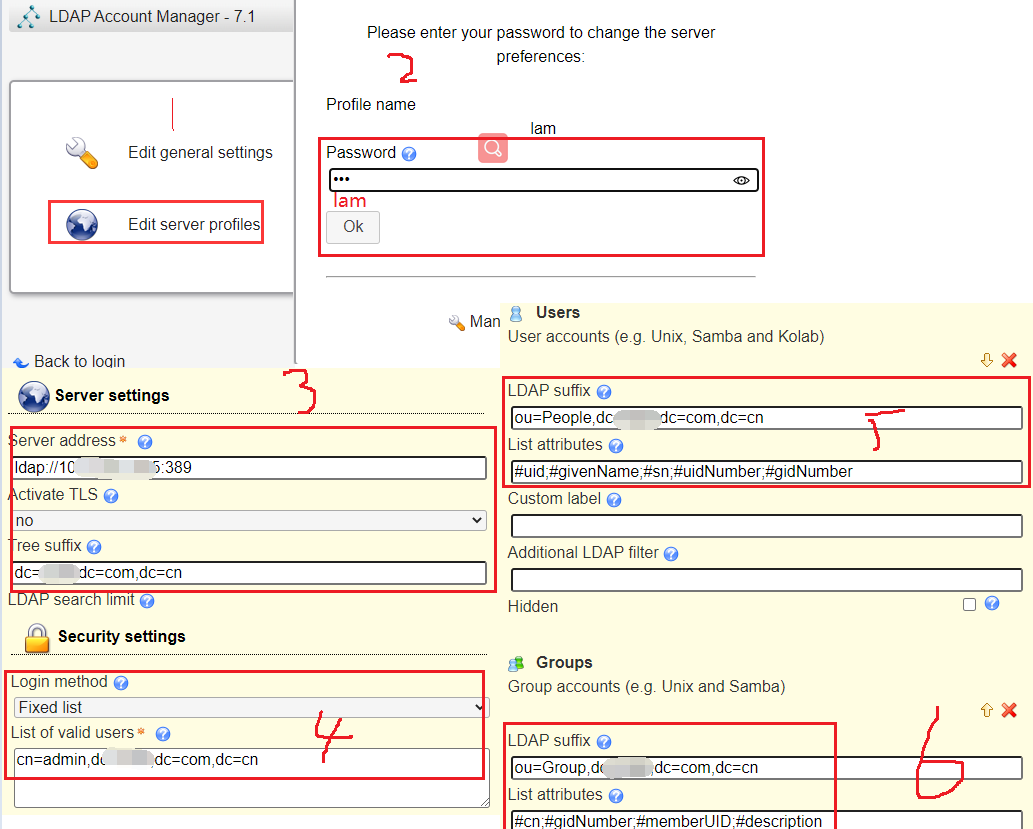 LDAP Account Manager - 7.1
1
Edit general settings
Edit server profiles
Back to login
Please enter your password to change the server
preferences:
2
Profile name
lam
Password
•••
lam
Ok
Man
3
Server settings
Server address*
ldap://10 5:389
Activate TLS
no
Tree suffix
dc= dc=com,dc=cn
LDAP search limit
Security settings
Login method
Fixed list
List of valid users*
4
cn=admin,dc ,dc=com,dc=cn
Users
User accounts (e.g. Unix, Samba and Kolab)
LDAP suffix
ou=People,dc dc=com,dc=cn
5
List attributes
#uid;#givenName;#sn;#uidNumber;#gidNumber
Custom label
Additional LDAP filter
Hidden
Groups
Group accounts (e.g. Unix and Samba)
6
LDAP suffix
ou=Group,dc ,dc=com,dc=cn
List attributes
#cn;#gidNumber;#memberUID;#description